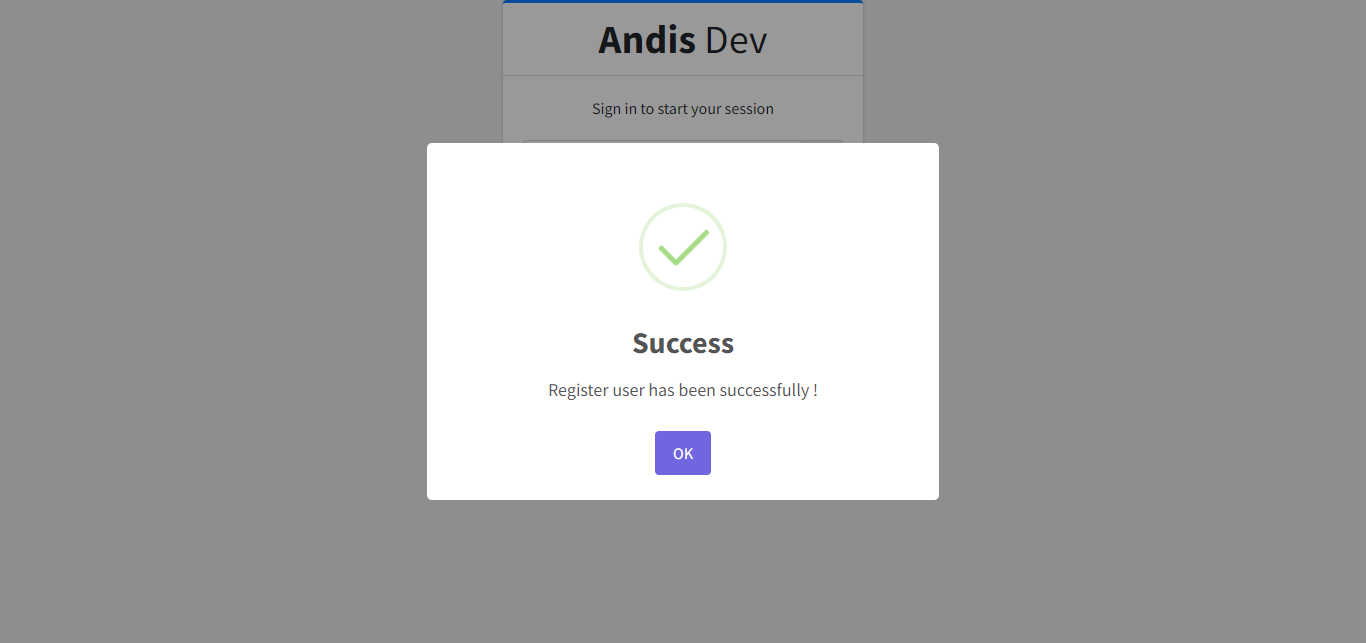 Andis Dev
Sign in to start your session
Success
Register user has been successfully !
OK